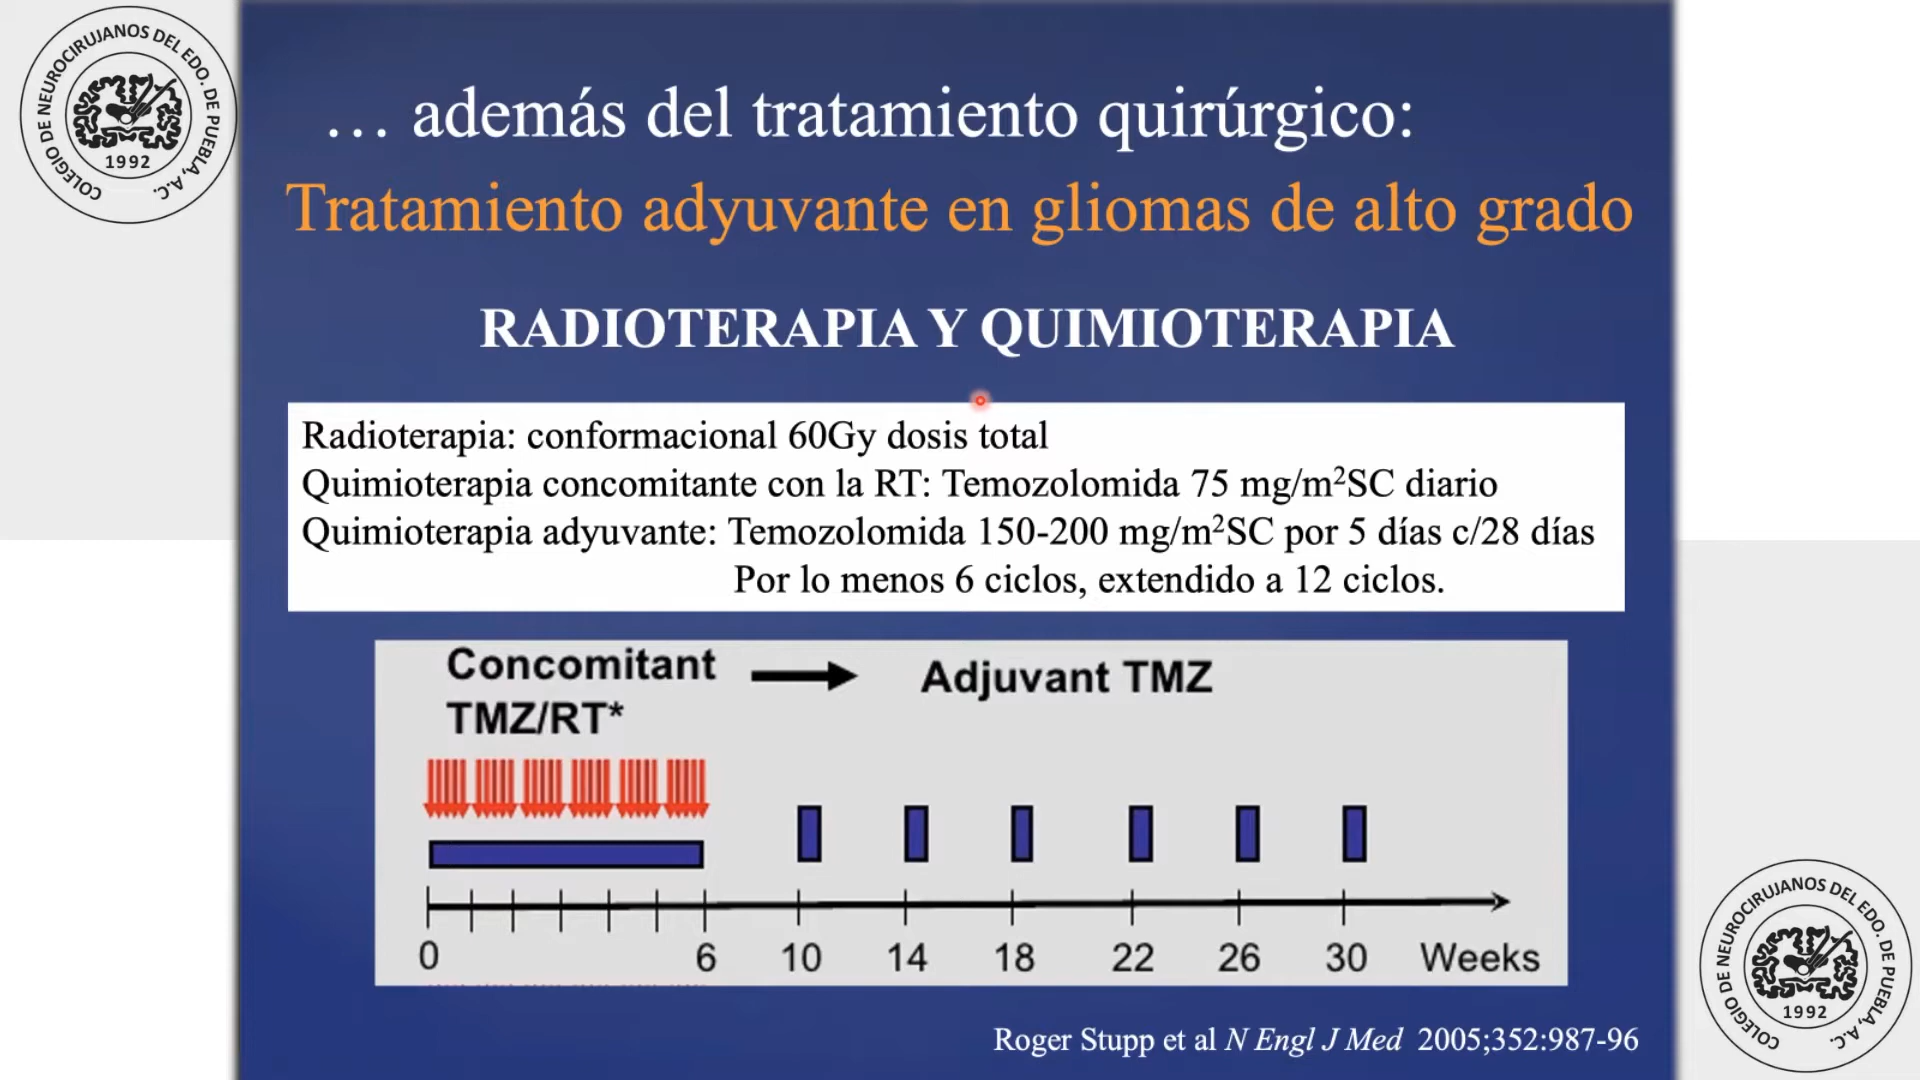 COLEGIO DE NEUROCIRUJANOS DEL EDO. DE PUEBLA, A.C.
1992
… además del tratamiento quirúrgico:
Tratamiento adyuvante en gliomas de alto grado
RADIOTERAPIA Y QUIMIOTERAPIA
Radioterapia: conformacional 60Gy dosis total
Quimioterapia concomitante con la RT: Temozolomida 75 mg/m²SC diario
Quimioterapia adyuvante: Temozolomida 150-200 mg/m²SC por 5 días c/28 días
Por lo menos 6 ciclos, extendido a 12 ciclos.
Concomitant → Adjuvant TMZ
TMZ/RT*
0 6 10 14 18 22 26 30 Weeks
Roger Stupp et al N Engl J Med 2005;352:987-96
COLEGIO DE NEUROCIRUJANOS DEL EDO. DE PUEBLA, A.C.
1992